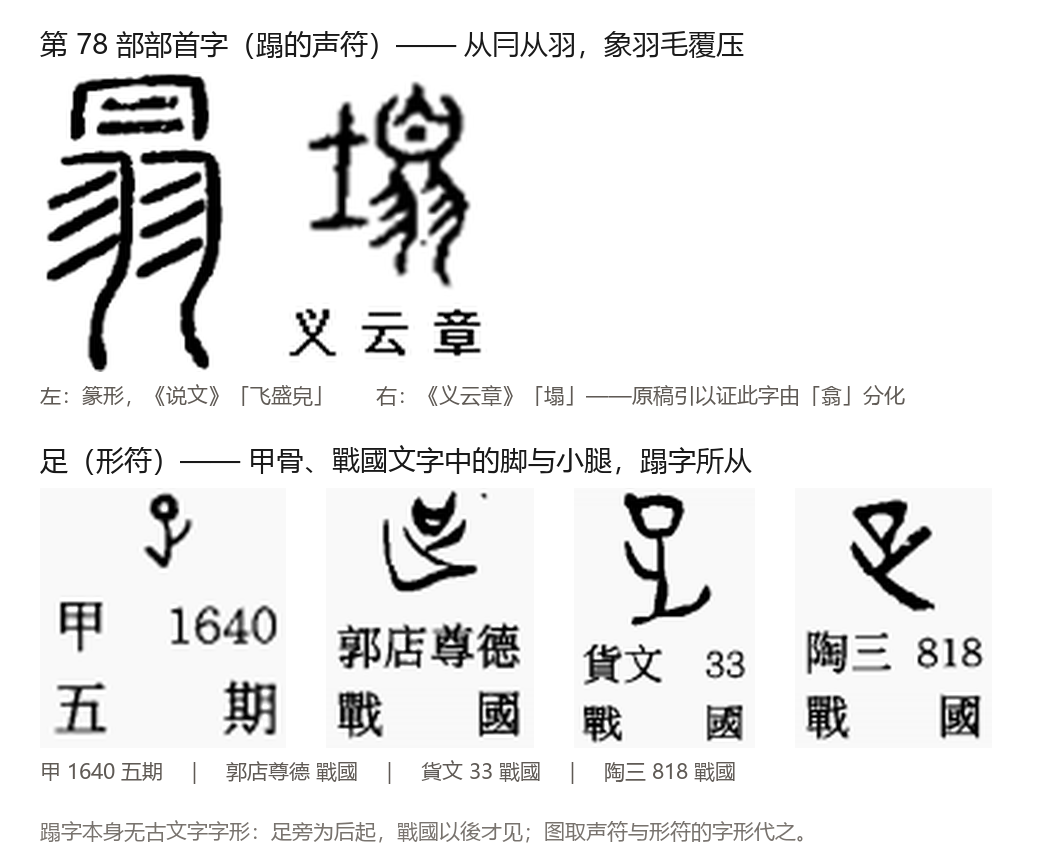 第 78 部部首字（蹋的声符）—— 从冃从羽，象羽毛覆压
义云章
左：篆形，《说文》「飞盛皃」 右：《义云章》「塌」——原稿引以证此字由「翕」分化
足（形符）—— 甲骨、戰國文字中的脚与小腿，蹋字所从
甲 1640
五期
郭店尊德
戰國
貨文 33
戰國
陶三 818
戰國
甲 1640 五期 | 郭店尊德 戰國 | 貨文 33 戰國 | 陶三 818 戰國
蹋字本身无古文字字形：足旁为后起，戰國以後才见；图取声符与形符的字形代之。